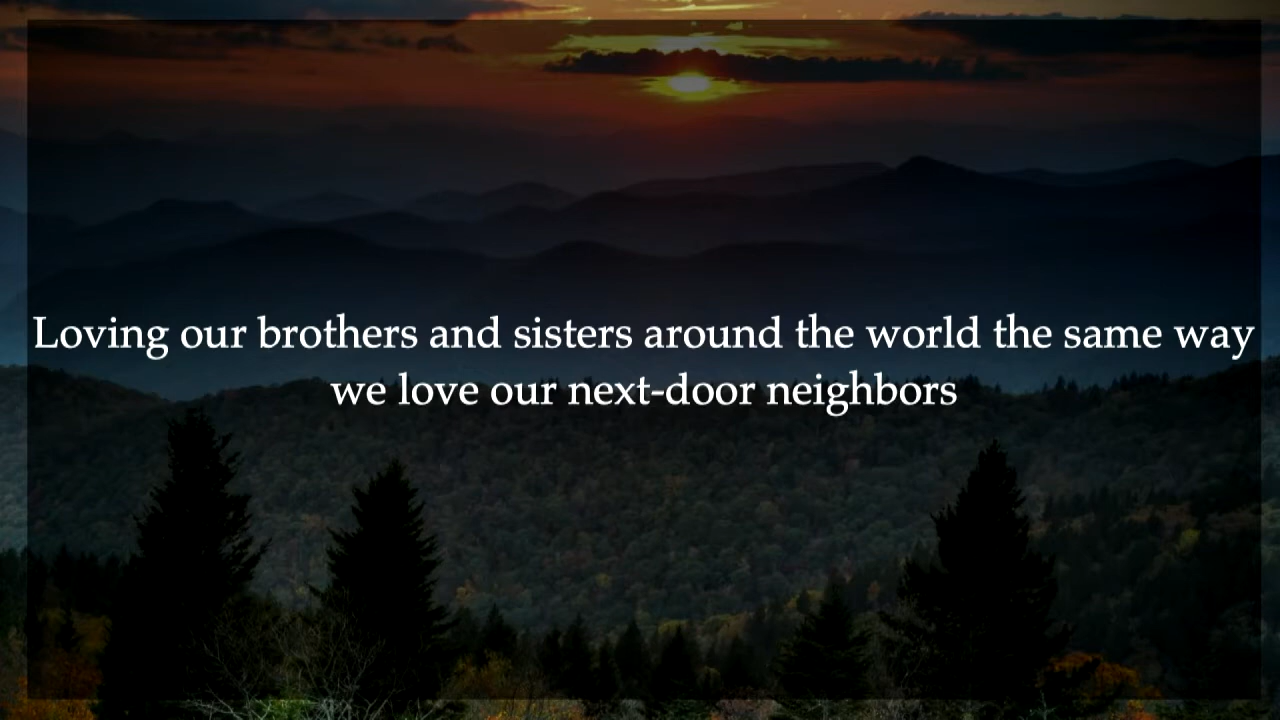 Loving our brothers and sisters around the world the same way
we love our next-door neighbors